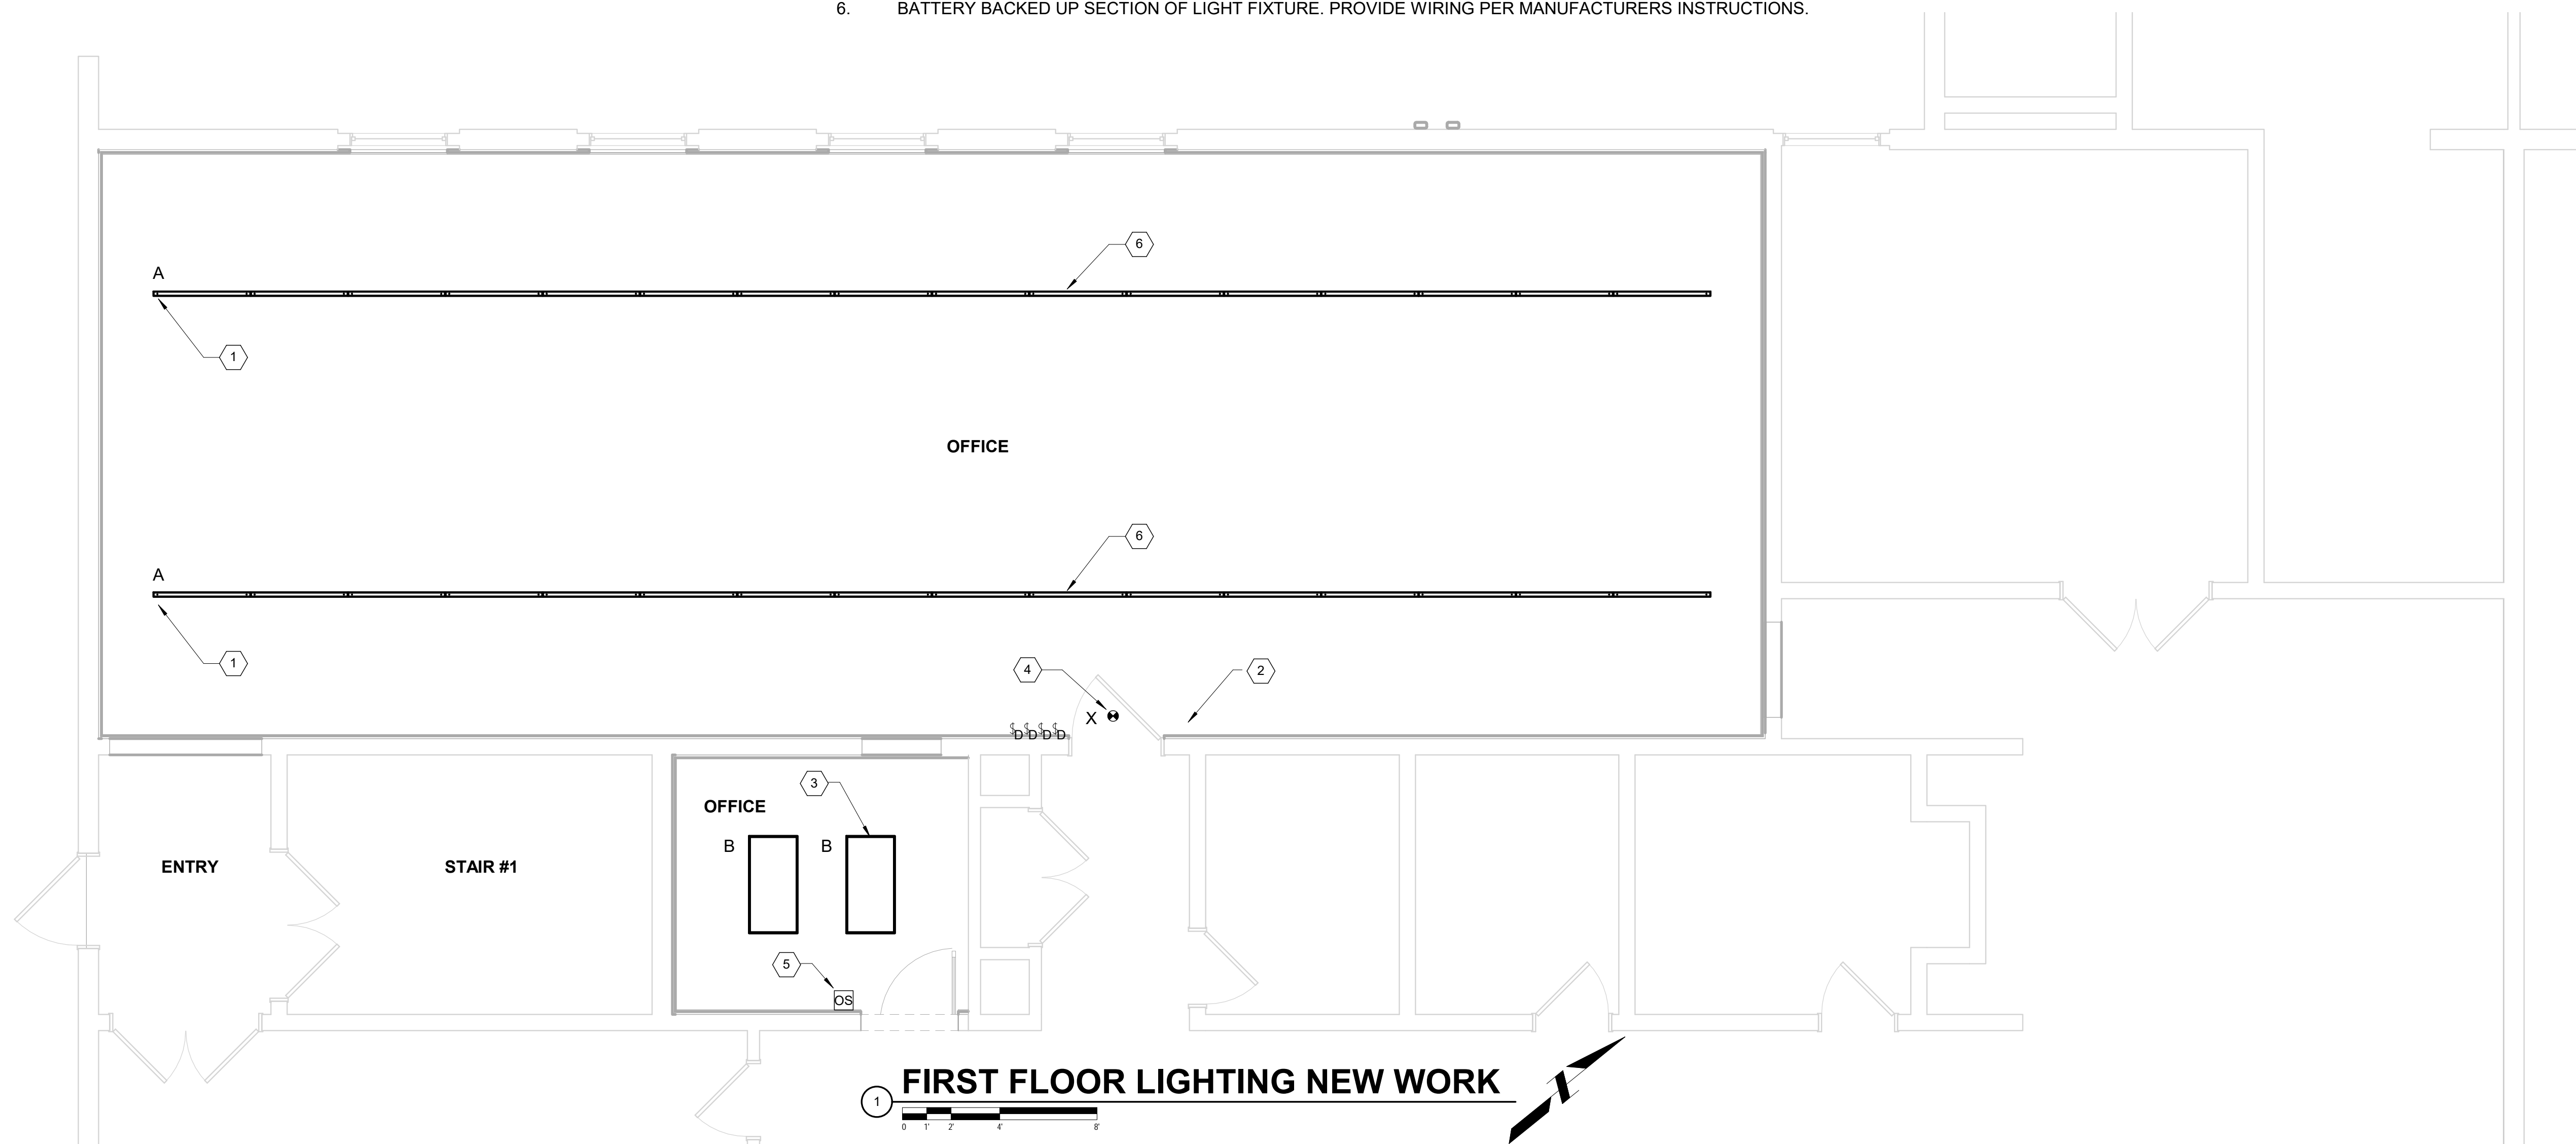 6. BATTERY BACKED UP SECTION OF LIGHT FIXTURE. PROVIDE WIRING PER MANUFACTURERS INSTRUCTIONS.
6
A
1
OFFICE
6
A
1
4
2
X
$D $D $D $D
3
OFFICE
B
B
ENTRY
STAIR #1
5
OS
FIRST FLOOR LIGHTING NEW WORK
1
0 1' 2' 4' 8'
N